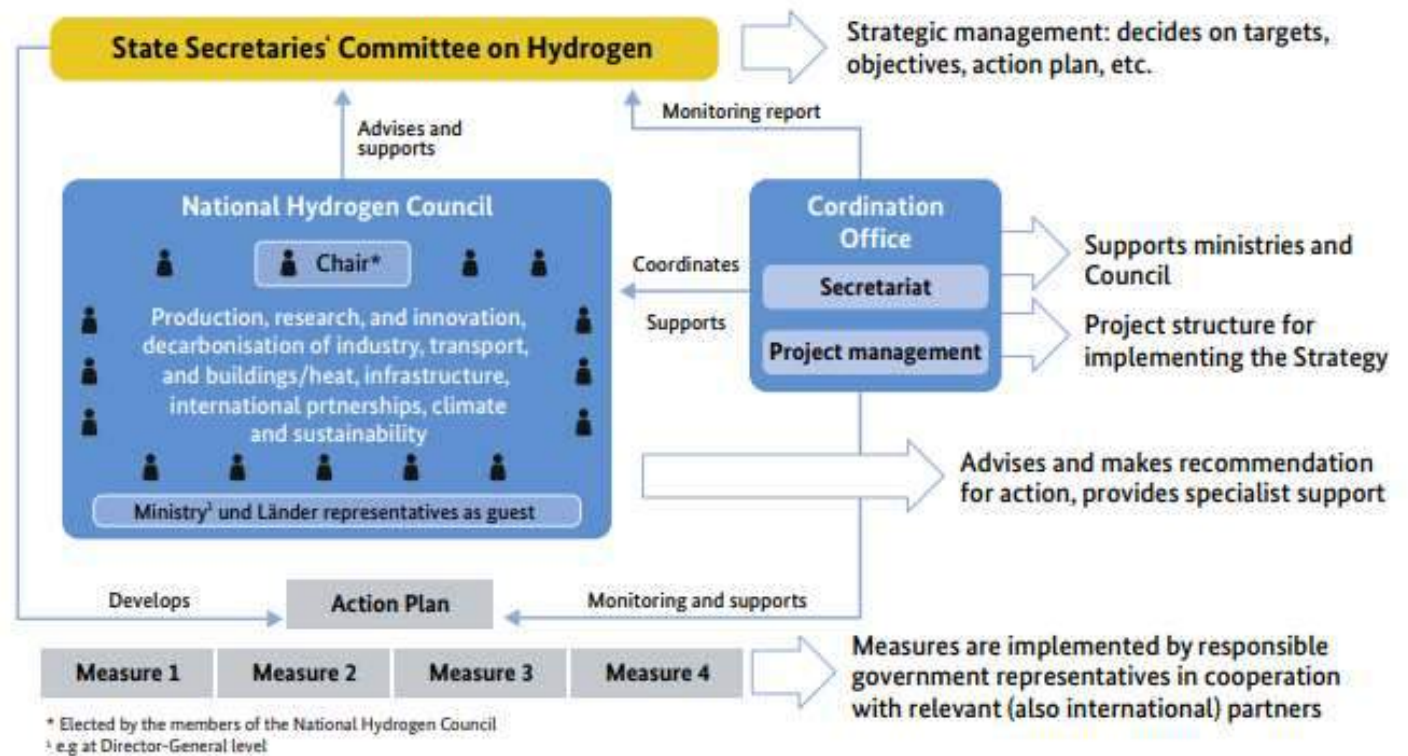 State Secretaries' Committee on Hydrogen
Strategic management: decides on targets,
objectives, action plan, etc.
Advises and
supports
Monitoring report
National Hydrogen Council
Chair*
Production, research, and innovation,
decarbonisation of industry, transport,
and buildings/heat, infrastructure,
international prtnerships, climate
and sustainability
Ministry¹ und Länder representatives as guest
Coordinates
Supports
Cordination
Office
Secretariat
Project management
Supports ministries and
Council
Project structure for
implementing the Strategy
Advises and makes recommendation
for action, provides specialist support
Develops
Action Plan
Monitoring and supports
Measure 1
Measure 2
Measure 3
Measure 4
Measures are implemented by responsible
government representatives in cooperation
with relevant (also international) partners
* Elected by the members of the National Hydrogen Council
¹ e.g at Director-General level